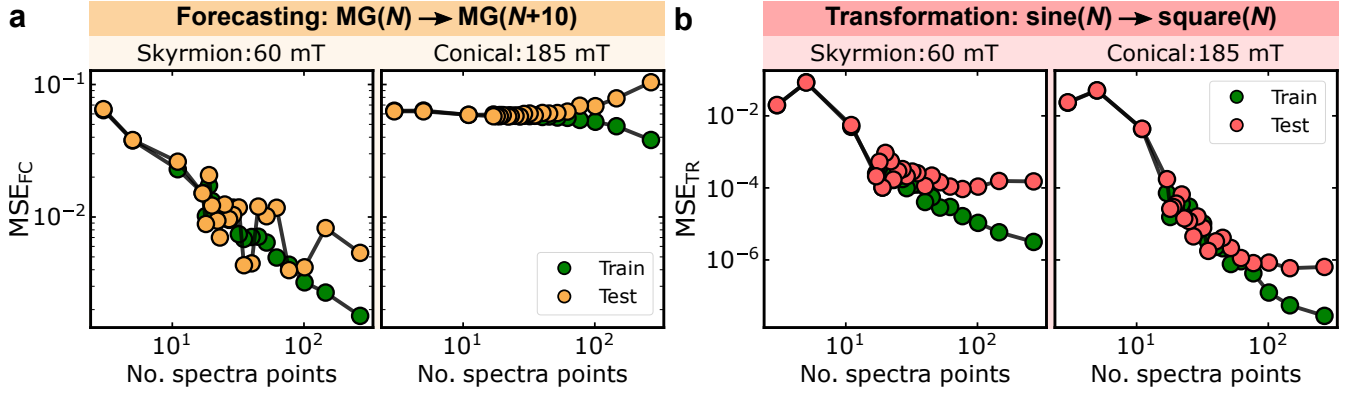 a
Forecasting: MG(N) → MG(N+10)
Skyrmion:60 mT
Conical:185 mT
MSE_FC
10⁻¹
10⁻²
10¹
10²
10¹
10²
No. spectra points
No. spectra points
Train
Test
b
Transformation: sine(N) → square(N)
Skyrmion:60 mT
Conical:185 mT
MSE_TR
10⁻²
10⁻⁴
10⁻⁶
10¹
10²
10¹
10²
No. spectra points
No. spectra points
Train
Test